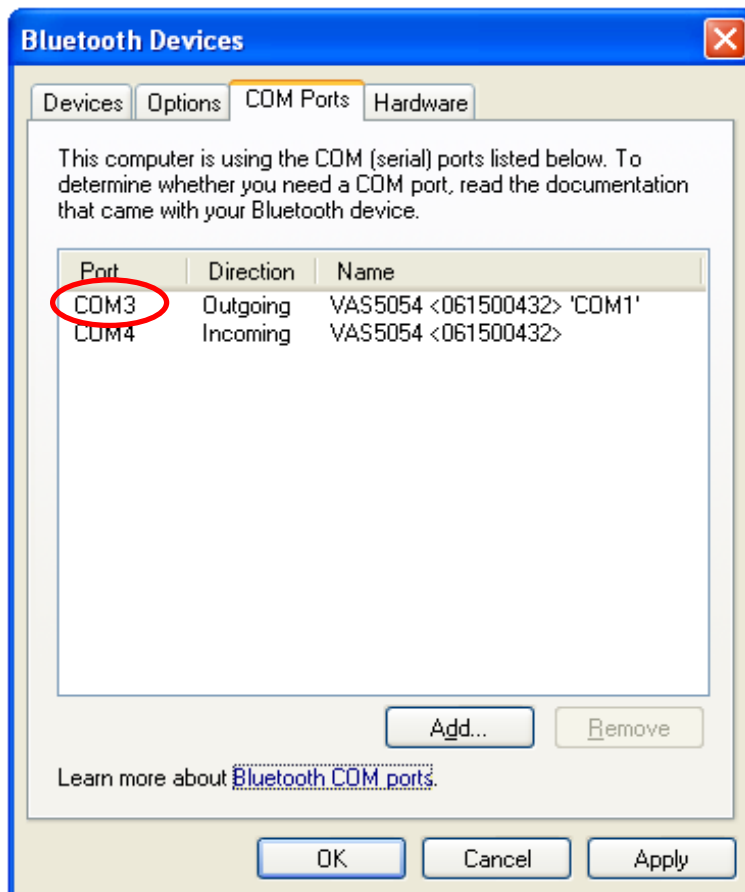 Bluetooth Devices
Devices Options COM Ports Hardware
This computer is using the COM (serial) ports listed below. To
determine whether you need a COM port, read the documentation
that came with your Bluetooth device.
Port Direction Name
COM3 Outgoing VAS5054 <061500432> 'COM1'
COM4 Incoming VAS5054 <061500432>
Add... Remove
Learn more about Bluetooth COM ports.
OK Cancel Apply